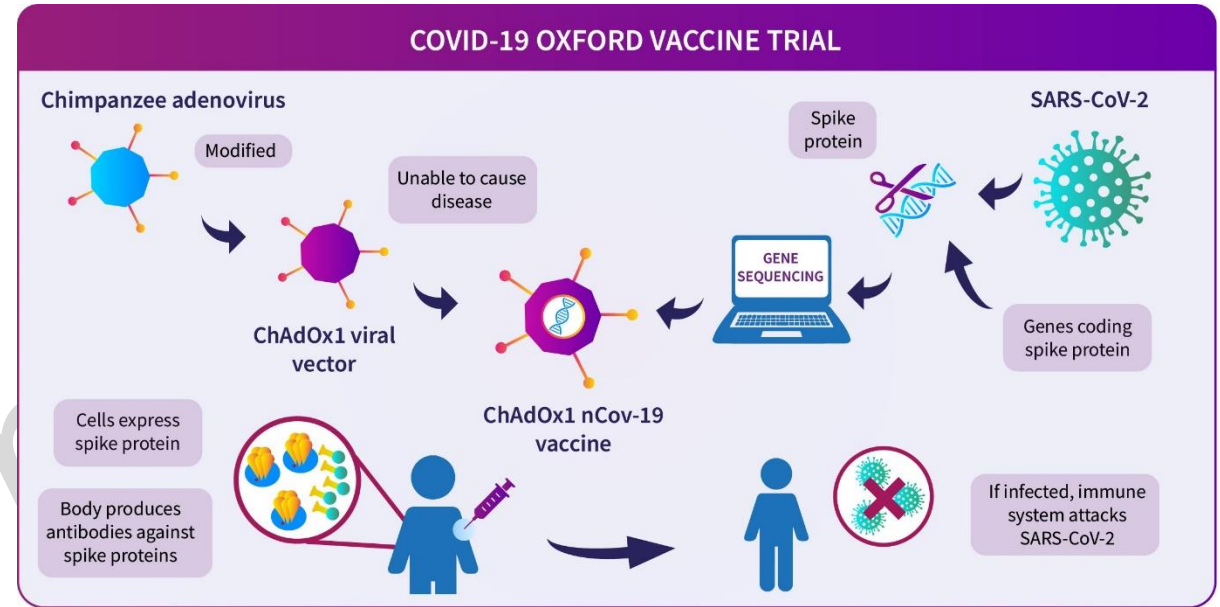 COVID-19 OXFORD VACCINE TRIAL
Chimpanzee adenovirus
Modified
Unable to cause
disease
ChAdOx1 viral
vector
Spike
protein
SARS-CoV-2
GENE
SEQUENCING
Genes coding
spike protein
ChAdOx1 nCov-19
vaccine
Cells express
spike protein
Body produces
antibodies against
spike proteins
If infected, immune
system attacks
SARS-CoV-2